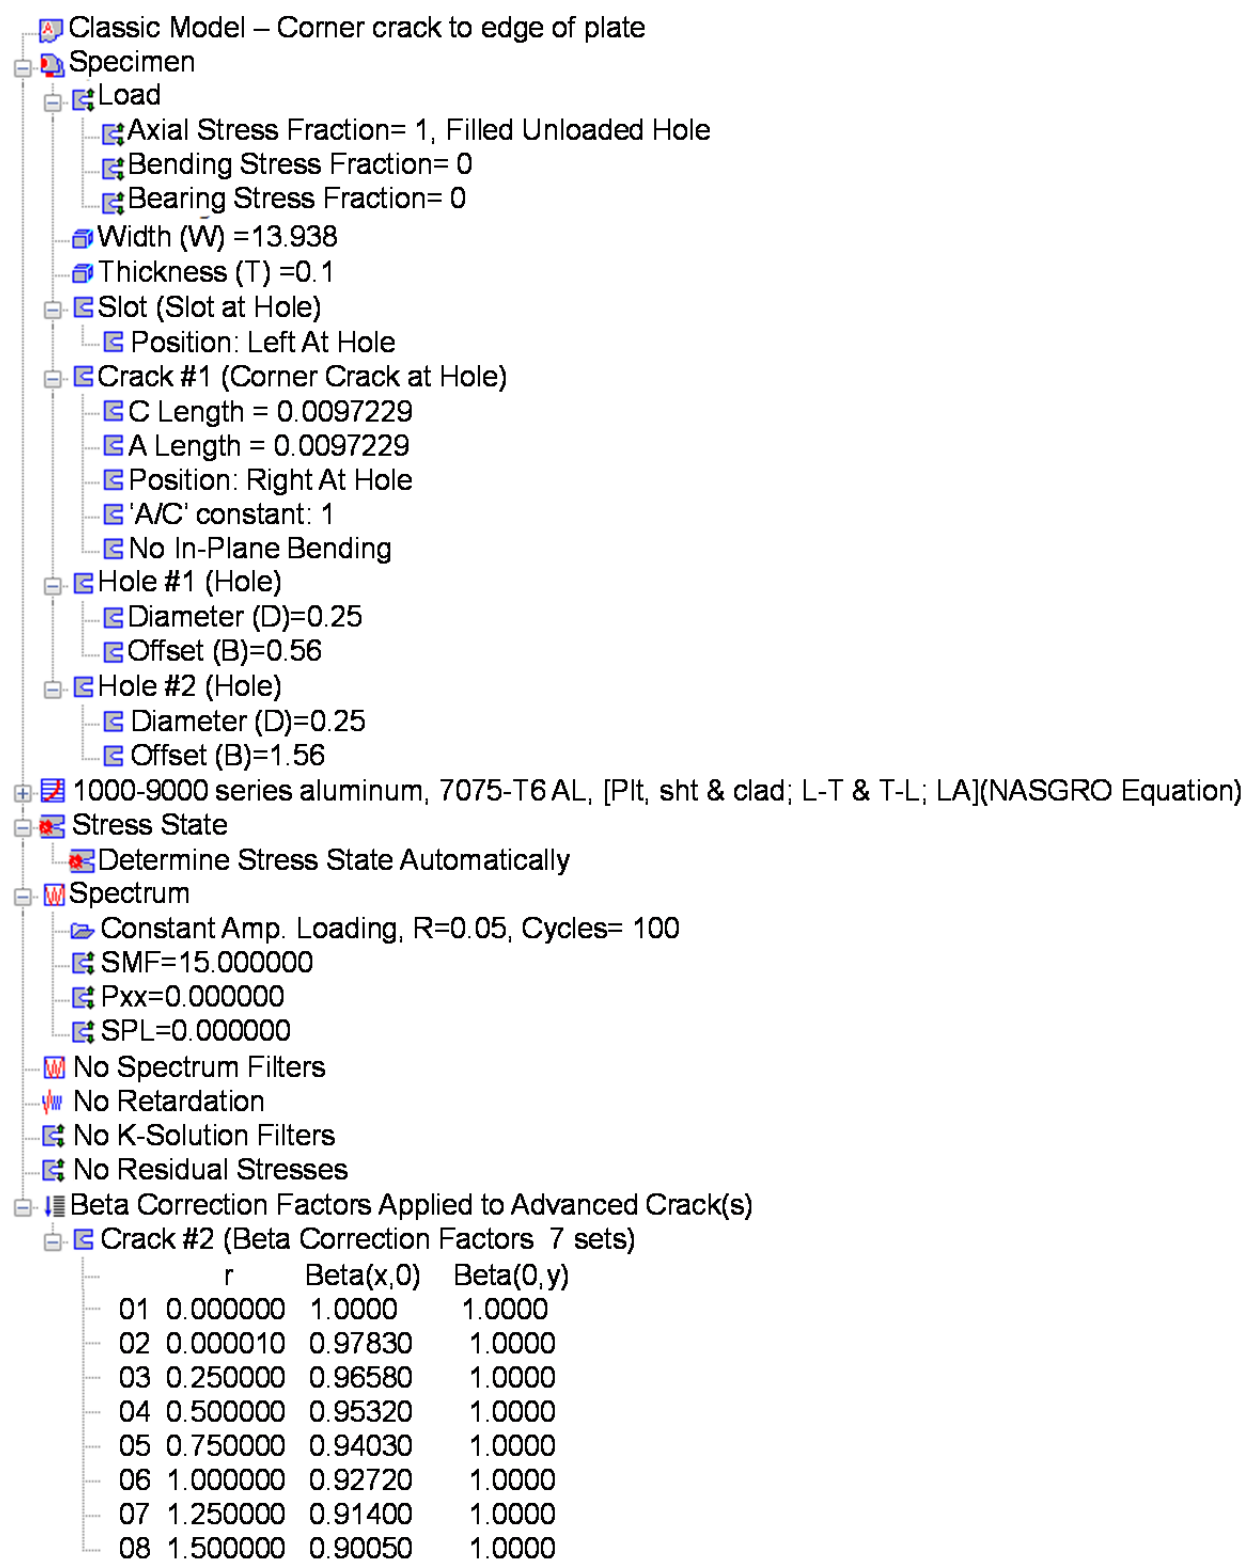 Classic Model – Corner crack to edge of plate
Specimen
Load
Axial Stress Fraction= 1, Filled Unloaded Hole
Bending Stress Fraction= 0
Bearing Stress Fraction= 0
Width (W) =13.938
Thickness (T) =0.1
Slot (Slot at Hole)
Position: Left At Hole
Crack #1 (Corner Crack at Hole)
C Length = 0.0097229
A Length = 0.0097229
Position: Right At Hole
'A/C' constant: 1
No In-Plane Bending
Hole #1 (Hole)
Diameter (D)=0.25
Offset (B)=0.56
Hole #2 (Hole)
Diameter (D)=0.25
Offset (B)=1.56
1000-9000 series aluminum, 7075-T6 AL, [Plt, sht & clad; L-T & T-L; LA](NASGRO Equation)
Stress State
Determine Stress State Automatically
Spectrum
Constant Amp. Loading, R=0.05, Cycles= 100
SMF=15.000000
Pxx=0.000000
SPL=0.000000
No Spectrum Filters
No Retardation
No K-Solution Filters
No Residual Stresses
Beta Correction Factors Applied to Advanced Crack(s)
Crack #2 (Beta Correction Factors 7 sets)
r Beta(x,0) Beta(0,y)
01 0.000000 1.0000 1.0000
02 0.000010 0.97830 1.0000
03 0.250000 0.96580 1.0000
04 0.500000 0.95320 1.0000
05 0.750000 0.94030 1.0000
06 1.000000 0.92720 1.0000
07 1.250000 0.91400 1.0000
08 1.500000 0.90050 1.0000